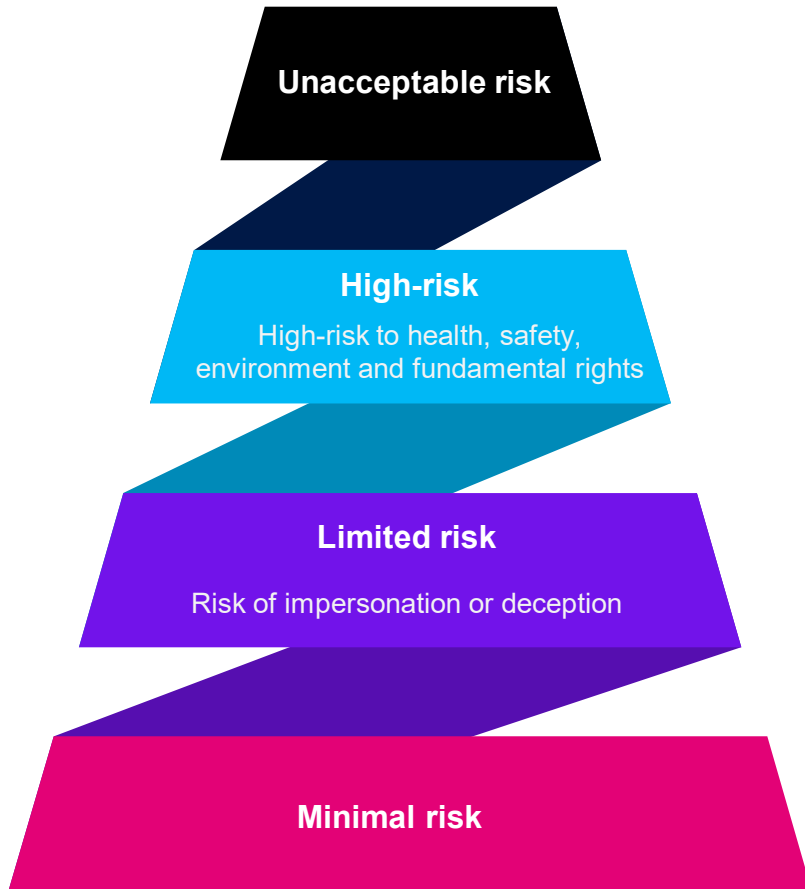 Unacceptable risk
High-risk
High-risk to health, safety,
environment and fundamental rights
Limited risk
Risk of impersonation or deception
Minimal risk